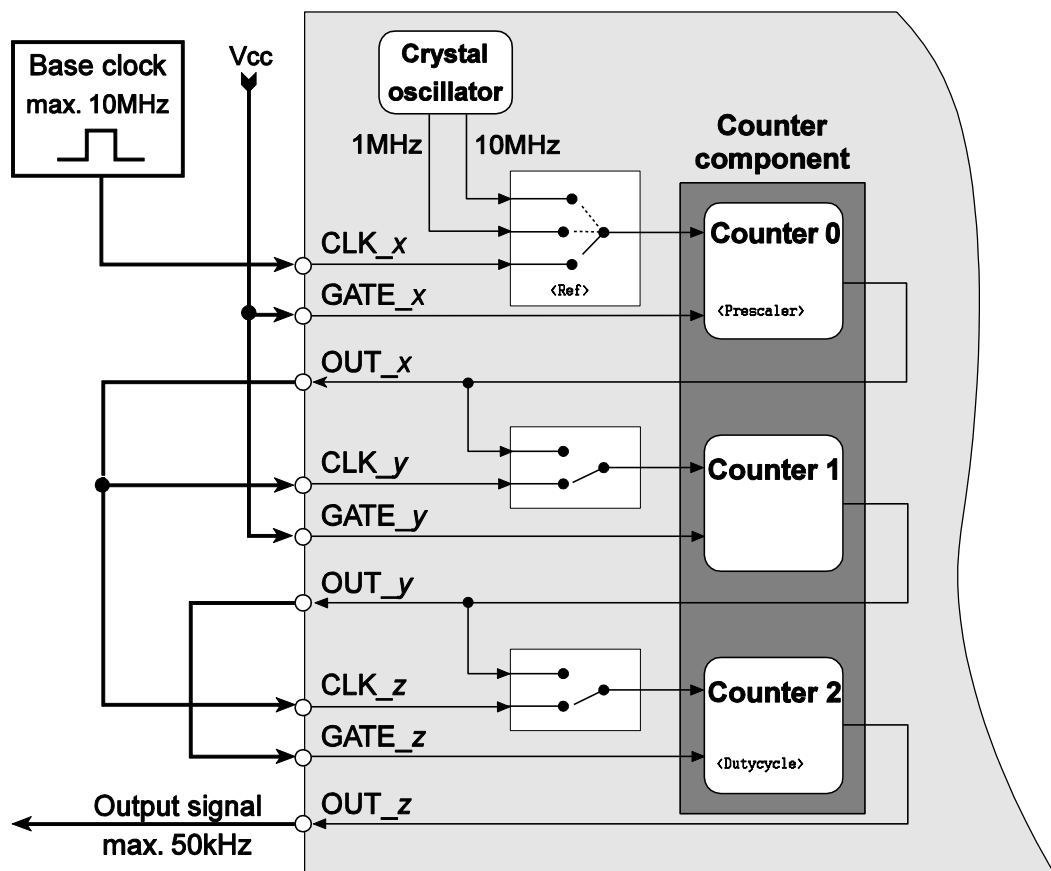 Base clock
max. 10MHz
Vcc
Crystal
oscillator
1MHz
10MHz
Counter
component
CLK_x
<Ref>
Counter 0
GATE_x
<Prescaler>
OUT_x
CLK_y
Counter 1
GATE_y
OUT_y
CLK_z
Counter 2
GATE_z
<Dutycycle>
Output signal
max. 50kHz
OUT_z